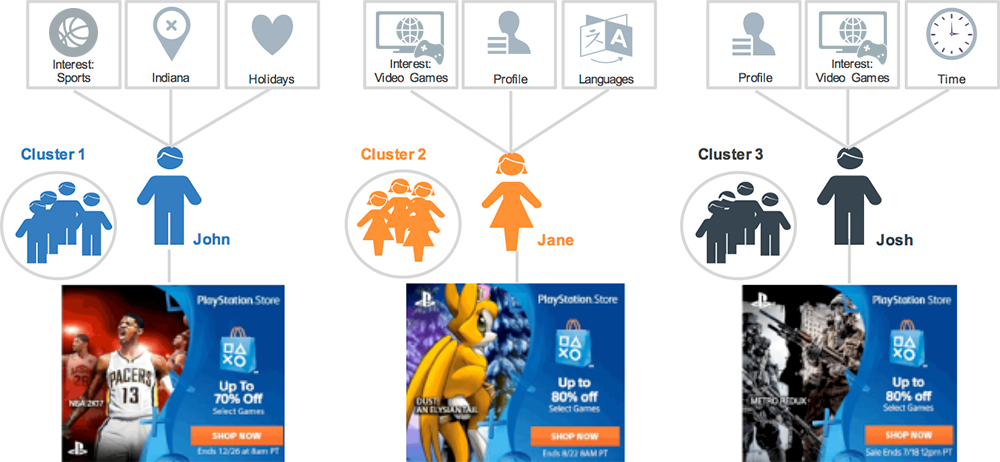 Interest:
Sports
Indiana
Holidays
Interest:
Video Games
Profile
Languages
Profile
Interest:
Video Games
Time
Cluster 1
John
Cluster 2
Jane
Cluster 3
Josh
PlayStation Store
PACERS
13
NBA 2K17
Up To
70% Off
Select Games
SHOP NOW
Ends 12/26 at 8am PT
PlayStation Store
DUST:
AN ELYSIAN TAIL
Up to
80% Off
Select Games
SHOP NOW
Ends 8/22 8AM PT
PlayStation Store
METRO REDUX
Up to
80% Off
Select Games
SHOP NOW
Sale Ends 7/18 12pm PT